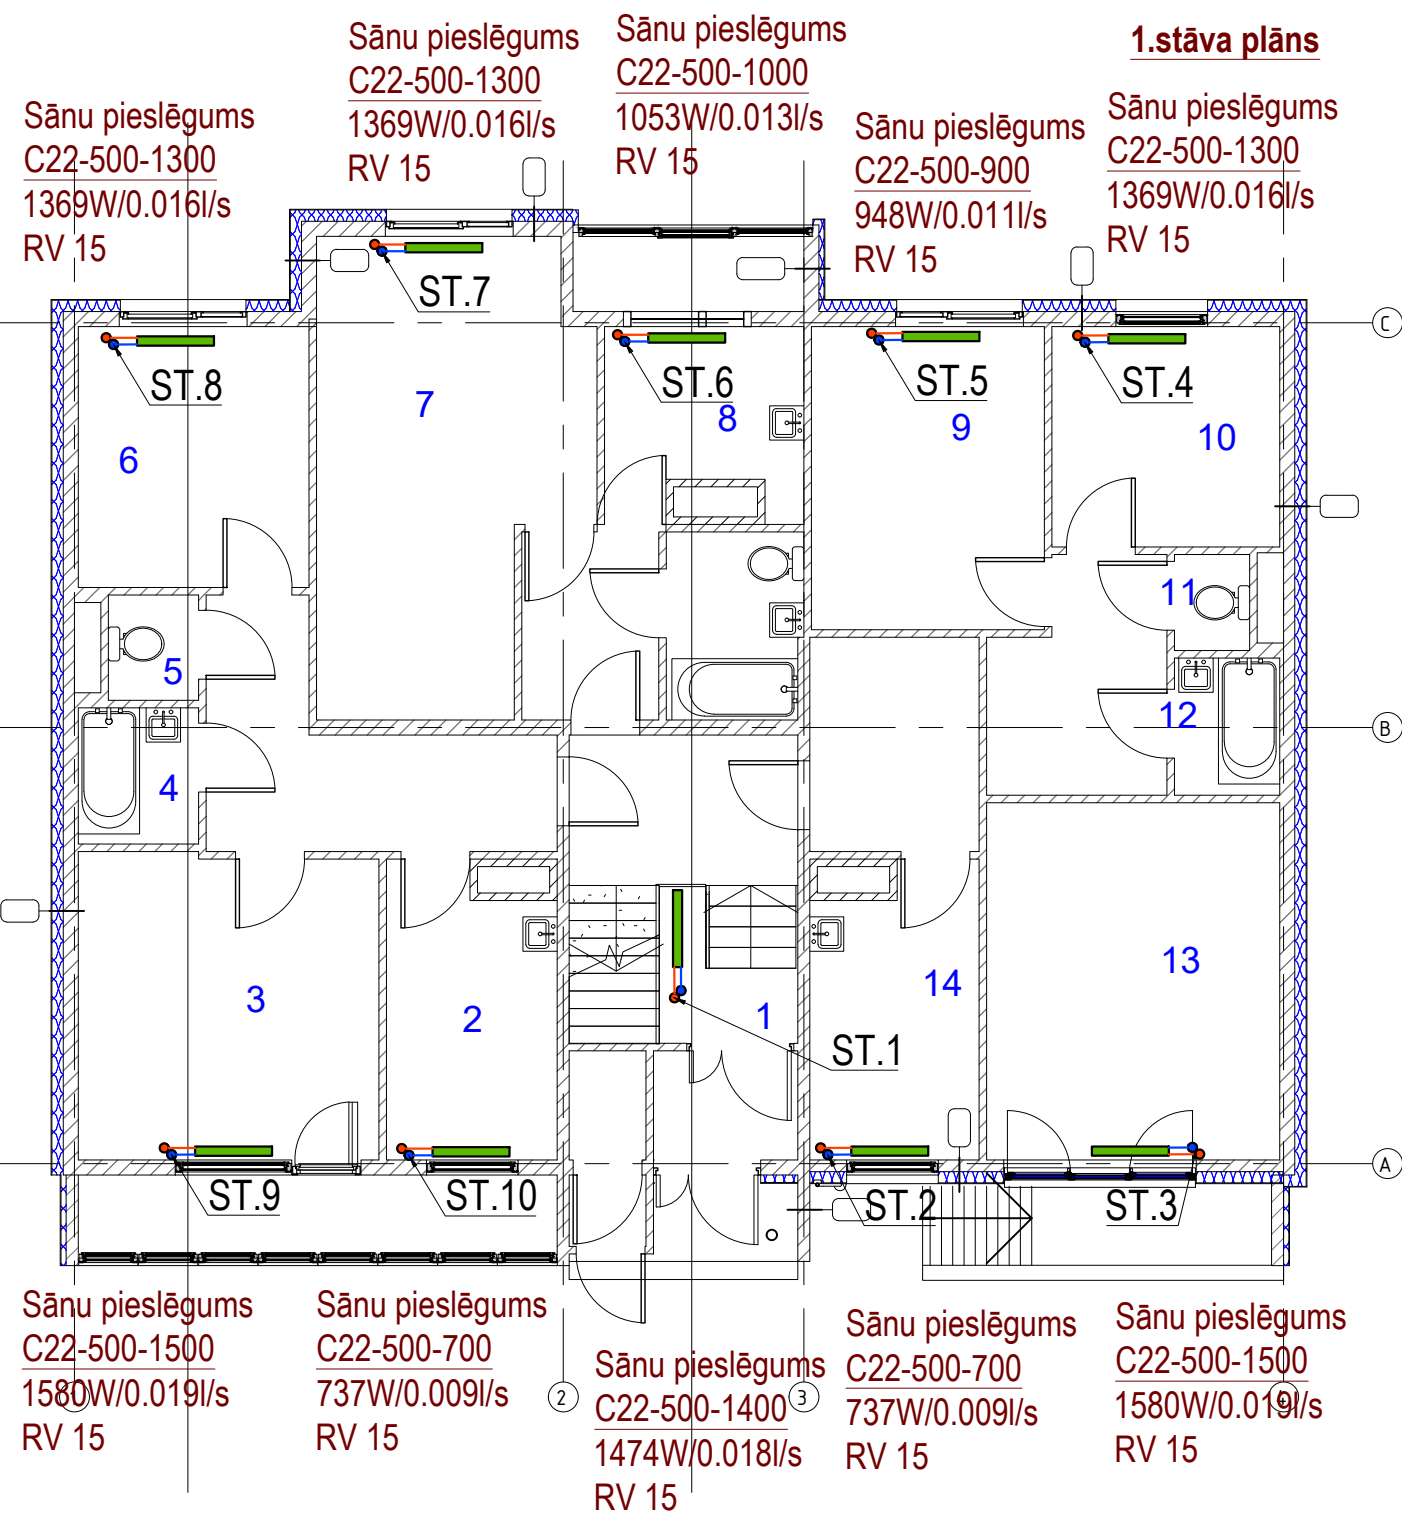 1.stāva plāns
Sānu pieslēgums
C22-500-1300
1369W/0.016l/s
RV 15
Sānu pieslēgums
C22-500-1300
1369W/0.016l/s
RV 15
Sānu pieslēgums
C22-500-1000
1053W/0.013l/s
RV 15
Sānu pieslēgums
C22-500-900
948W/0.011l/s
RV 15
Sānu pieslēgums
C22-500-1300
1369W/0.016l/s
RV 15
ST.7
C
ST.8
ST.6
ST.5
ST.4
6
7
8
9
10
11
5
12
B
4
3
2
1
14
13
ST.1
A
ST.9
ST.10
ST.2
ST.3
Sānu pieslēgums
C22-500-1500
1580W/0.019l/s
RV 15
Sānu pieslēgums
C22-500-700
737W/0.009l/s
RV 15
2
Sānu pieslēgums
C22-500-1400
1474W/0.018l/s
RV 15
3
Sānu pieslēgums
C22-500-700
737W/0.009l/s
RV 15
Sānu pieslēgums
C22-500-1500
1580W/0.019l/s
RV 15